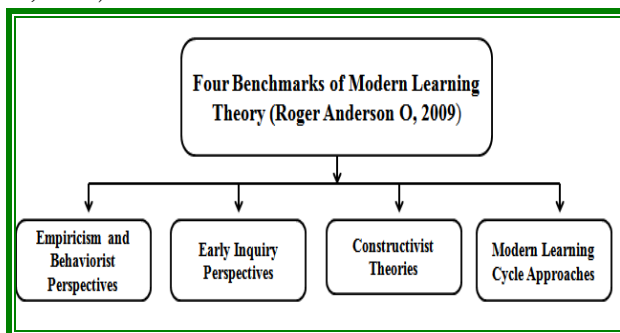 Four Benchmarks of Modern Learning
Theory (Roger Anderson O, 2009)
Empiricism and
Behaviorist
Perspectives
Early Inquiry
Perspectives
Constructivist
Theories
Modern Learning
Cycle Approaches